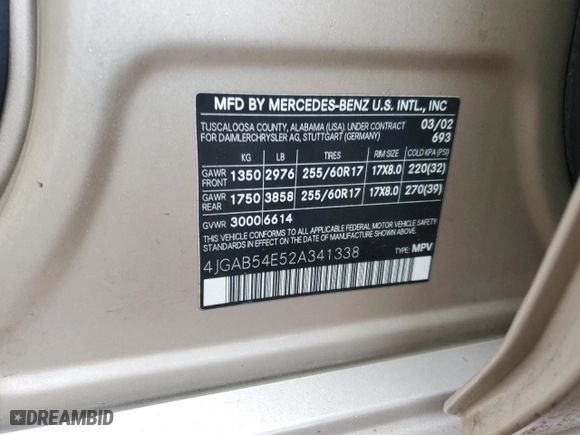 MFD BY MERCEDES-BENZ U.S. INTL., INC
TUSCALOOSA COUNTY, ALABAMA (USA), UNDER CONTRACT 03/02
FOR DAIMLERCHRYSLER AG, STUTTGART (GERMANY) 693
KG LB TIRES RIM SIZE COLD KPA (PSI)
GAWR FRONT 1350 2976 255/60R17 17X8.0 220(32)
GAWR REAR 1750 3858 255/60R17 17X8.0 270(39)
GVWR 3000 6614
THIS VEHICLE CONFORMS TO ALL APPLICABLE FEDERAL MOTOR VEHICLE SAFETY
STANDARDS IN EFFECT ON THE DATE OF MANUFACTURE SHOWN ABOVE.
4JGAB54E52A341338 TYPE: MPV
DREAMBID